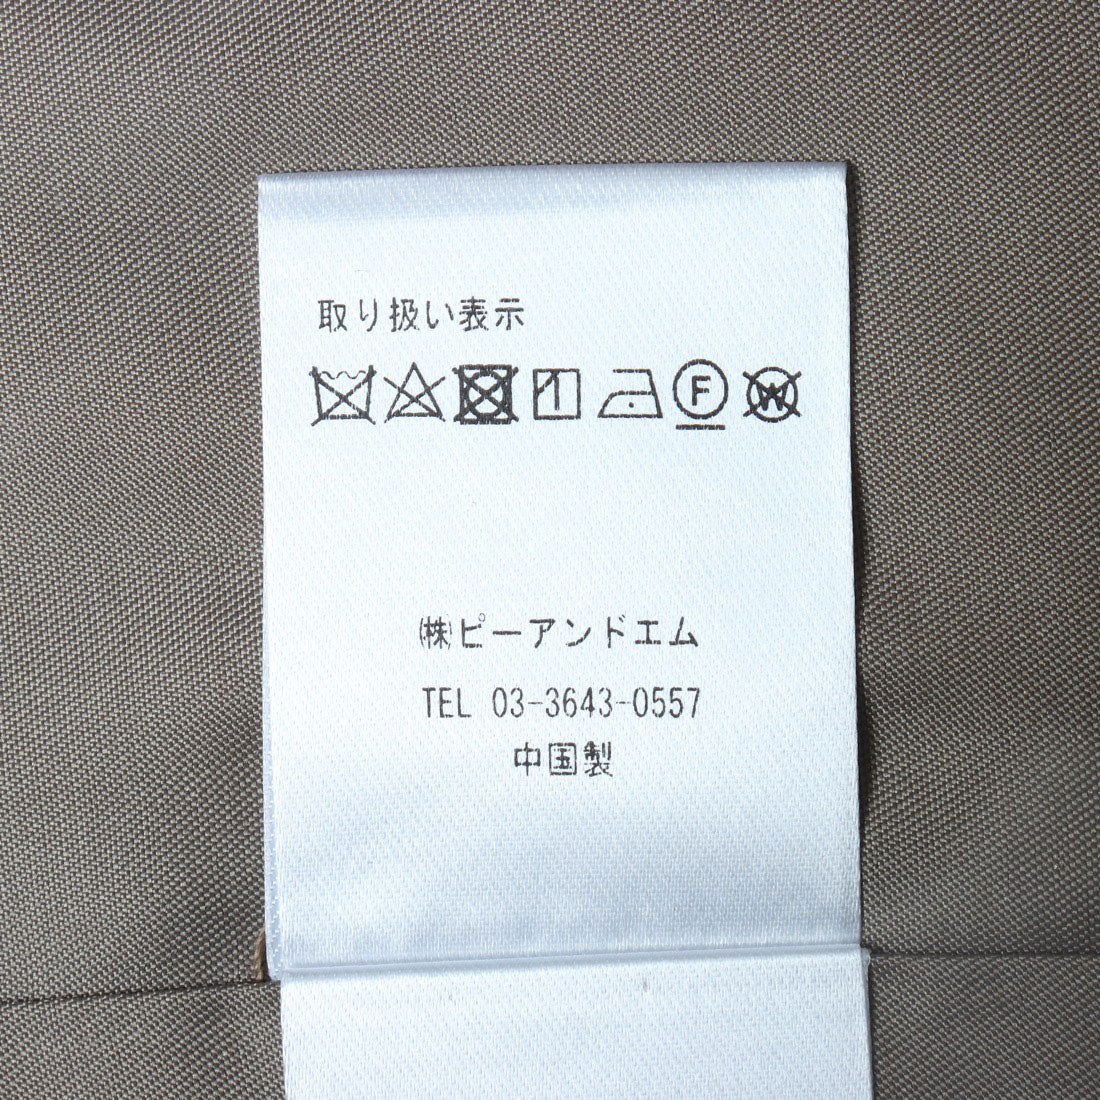 取り扱い表示
F W
㈱ピーアンドエム
TEL 03-3643-0557
中国製